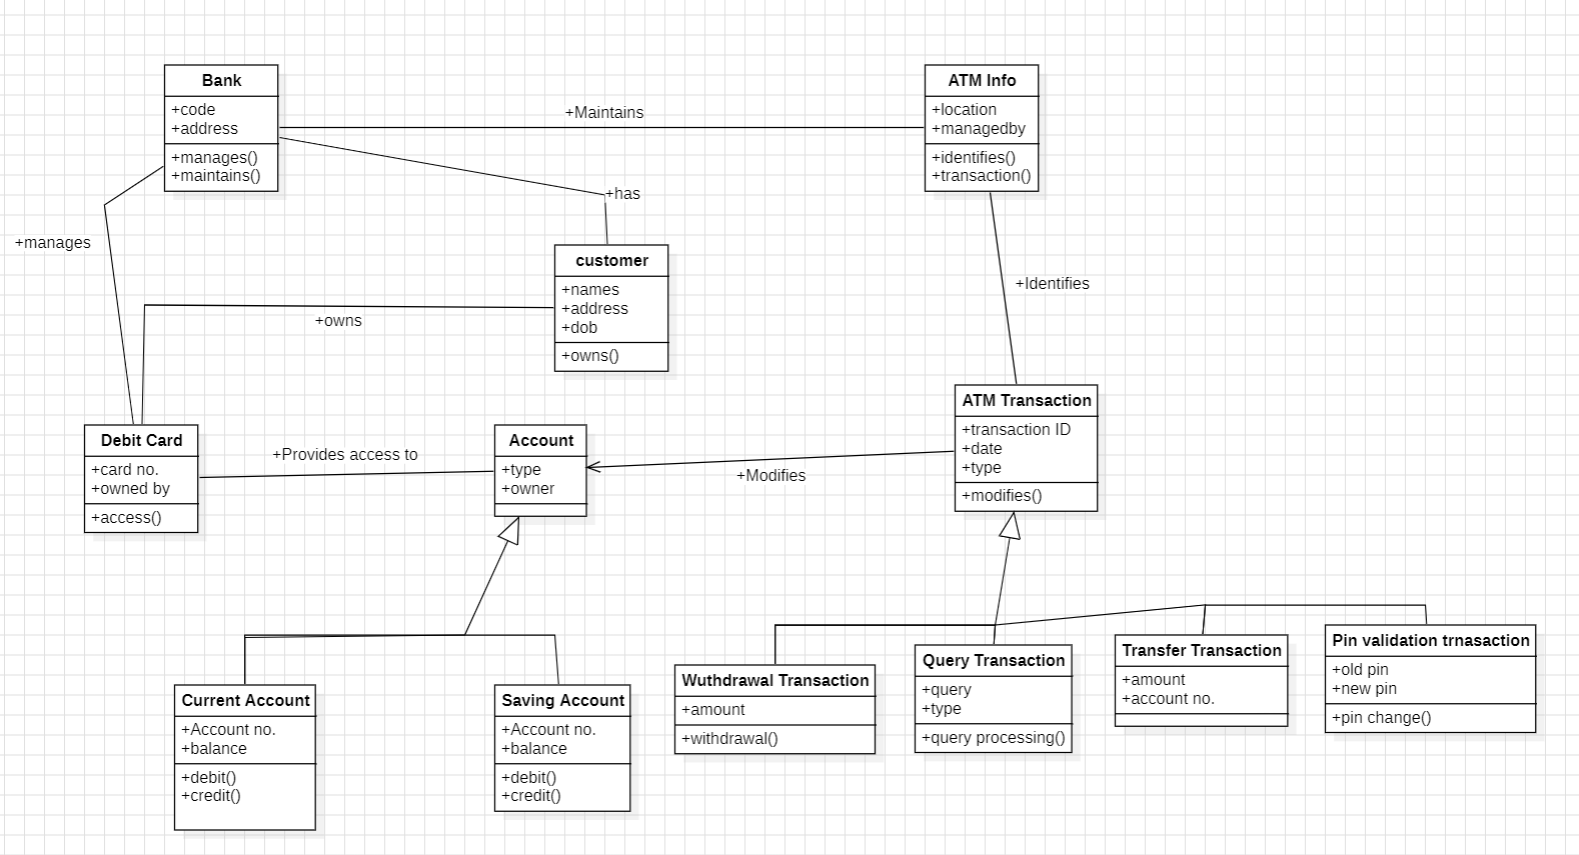 Bank
+code
+address
+manages()
+maintains()
+Maintains
ATM Info
+location
+managedby
+identifies()
+transaction()
+has
+manages
customer
+names
+address
+dob
+owns()
+owns
+Identifies
Debit Card
+card no.
+owned by
+access()
+Provides access to
Account
+type
+owner
+Modifies
ATM Transaction
+transaction ID
+date
+type
+modifies()
Current Account
+Account no.
+balance
+debit()
+credit()
Saving Account
+Account no.
+balance
+debit()
+credit()
Wuthdrawal Transaction
+amount
+withdrawal()
Query Transaction
+query
+type
+query processing()
Transfer Transaction
+amount
+account no.
Pin validation trnasaction
+old pin
+new pin
+pin change()